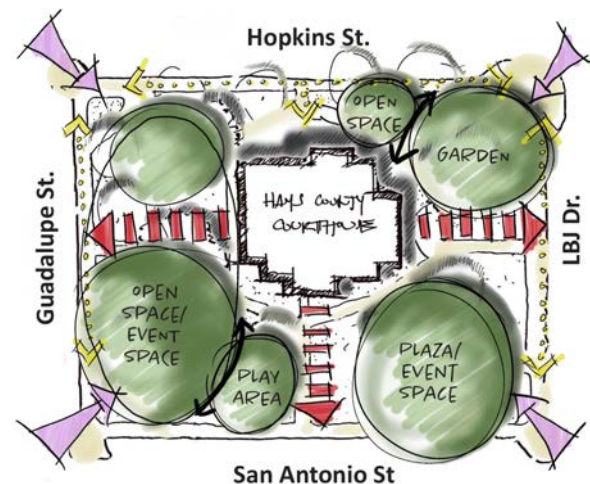 Hopkins St.
OPEN
SPACE
GARDEN
HAYS COUNTY
COURTHOUSE
Guadalupe St.
LBJ Dr.
OPEN
SPACE/
EVENT
SPACE
PLAY
AREA
PLAZA/
EVENT
SPACE
San Antonio St